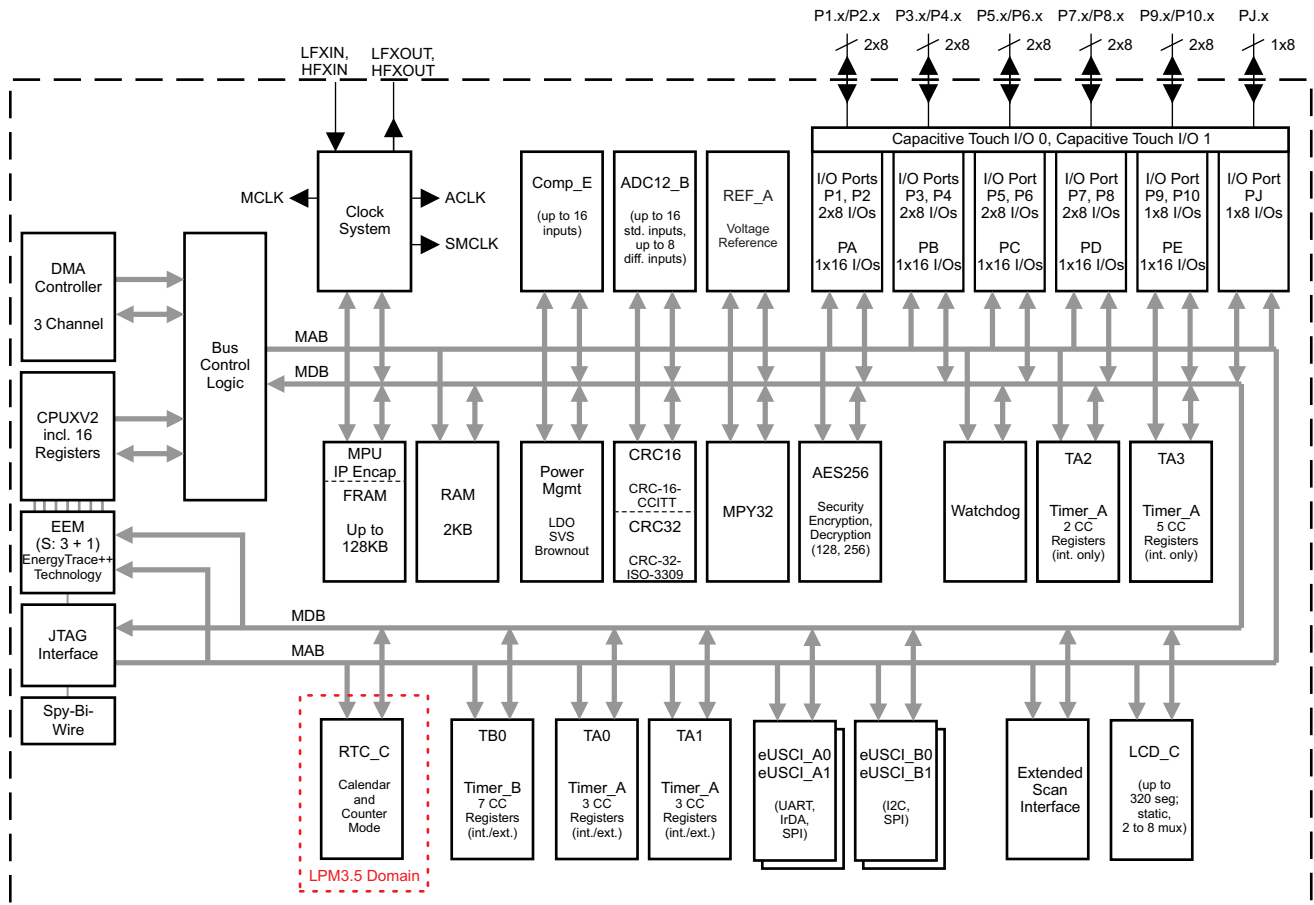 P1.x/P2.x
P3.x/P4.x
P5.x/P6.x
P7.x/P8.x
P9.x/P10.x
PJ.x
2x8
2x8
2x8
2x8
2x8
1x8
LFXIN,
HFXIN
LFXOUT,
HFXOUT
Capacitive Touch I/O 0, Capacitive Touch I/O 1
MCLK
Clock
System
ACLK
SMCLK
Comp_E
(up to 16
inputs)
ADC12_B
(up to 16
std. inputs,
up to 8
diff. inputs)
REF_A
Voltage
Reference
I/O Ports
P1, P2
2x8 I/Os
PA
1x16 I/Os
I/O Ports
P3, P4
2x8 I/Os
PB
1x16 I/Os
I/O Port
P5, P6
2x8 I/Os
PC
1x16 I/Os
I/O Port
P7, P8
2x8 I/Os
PD
1x16 I/Os
I/O Port
P9, P10
1x8 I/Os
PE
1x16 I/Os
I/O Port
PJ
1x8 I/Os
DMA
Controller
3 Channel
Bus
Control
Logic
MAB
MDB
CPUXV2
incl. 16
Registers
MPU
IP Encap
FRAM
Up to
128KB
RAM
2KB
Power
Mgmt
LDO
SVS
Brownout
CRC16
CRC-16-
CCITT
CRC32
CRC-32-
ISO-3309
MPY32
AES256
Security
Encryption,
Decryption
(128, 256)
Watchdog
TA2
Timer_A
2 CC
Registers
(int. only)
TA3
Timer_A
5 CC
Registers
(int. only)
EEM
(S: 3 + 1)
EnergyTrace++
Technology
MDB
MAB
JTAG
Interface
Spy-Bi-
Wire
RTC_C
Calendar
and
Counter
Mode
LPM3.5 Domain
TB0
Timer_B
7 CC
Registers
(int./ext.)
TA0
Timer_A
3 CC
Registers
(int./ext.)
TA1
Timer_A
3 CC
Registers
(int./ext.)
eUSCI_A0
eUSCI_A1
(UART,
IrDA,
SPI)
eUSCI_B0
eUSCI_B1
(I2C,
SPI)
Extended
Scan
Interface
LCD_C
(up to
320 seg;
static,
2 to 8 mux)